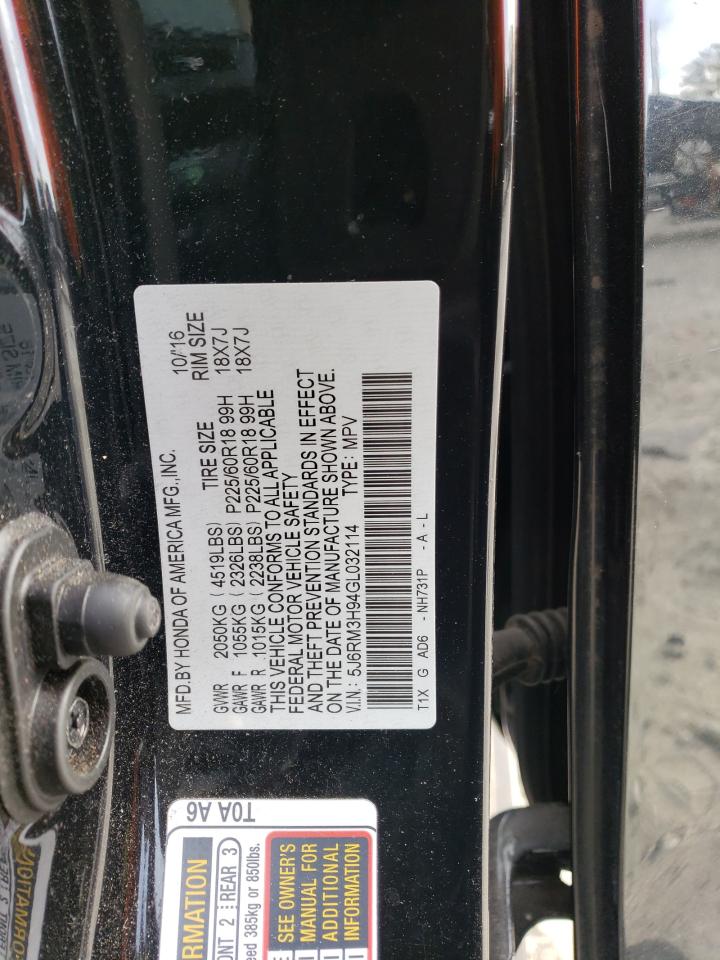 MFD.BY HONDA OF AMERICA MFG.,INC. 10/'16
TIRE SIZE RIM SIZE
GVWR 2050KG (4519LBS)
GAWR F 1055KG (2326LBS) P225/60R18 99H 18X7J
GAWR R 1015KG (2238LBS) P225/60R18 99H 18X7J
THIS VEHICLE CONFORMS TO ALL APPLICABLE
FEDERAL MOTOR VEHICLE SAFETY
AND THEFT PREVENTION STANDARDS IN EFFECT
ON THE DATE OF MANUFACTURE SHOWN ABOVE.
V.I.N.: 5J6RM3H94GL032114 TYPE: MPV
T1X G AD6 - NH731P - A - L
T0A A6
REAR 3
2
385kg or 850lbs.
SEE OWNER'S
MANUAL FOR
ADDITIONAL
INFORMATION